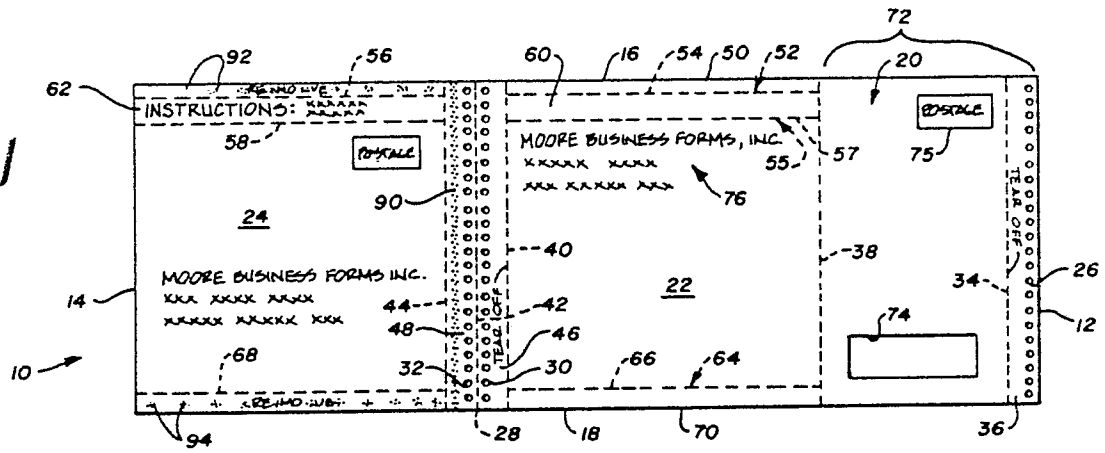 72
92 56 60 16 54 50 52 20
62 REMOVE
INSTRUCTIONS: XXXXXX
XXXXX
58 POSTAGE
MOORE BUSINESS FORMS, INC.
XXXXX XXXX
XXX XXXXX XXX
55 57
POSTAGE
75
90 76
TEAR OFF
24
40 38 34 26
22
MOORE BUSINESS FORMS INC.
XXX XXXX XXXX
XXXXX XXXXX XXX
14 44 42 12
48 TEAR OFF 46 74
10 68 32 30 66 64
REMOVE
94 28 18 70 36